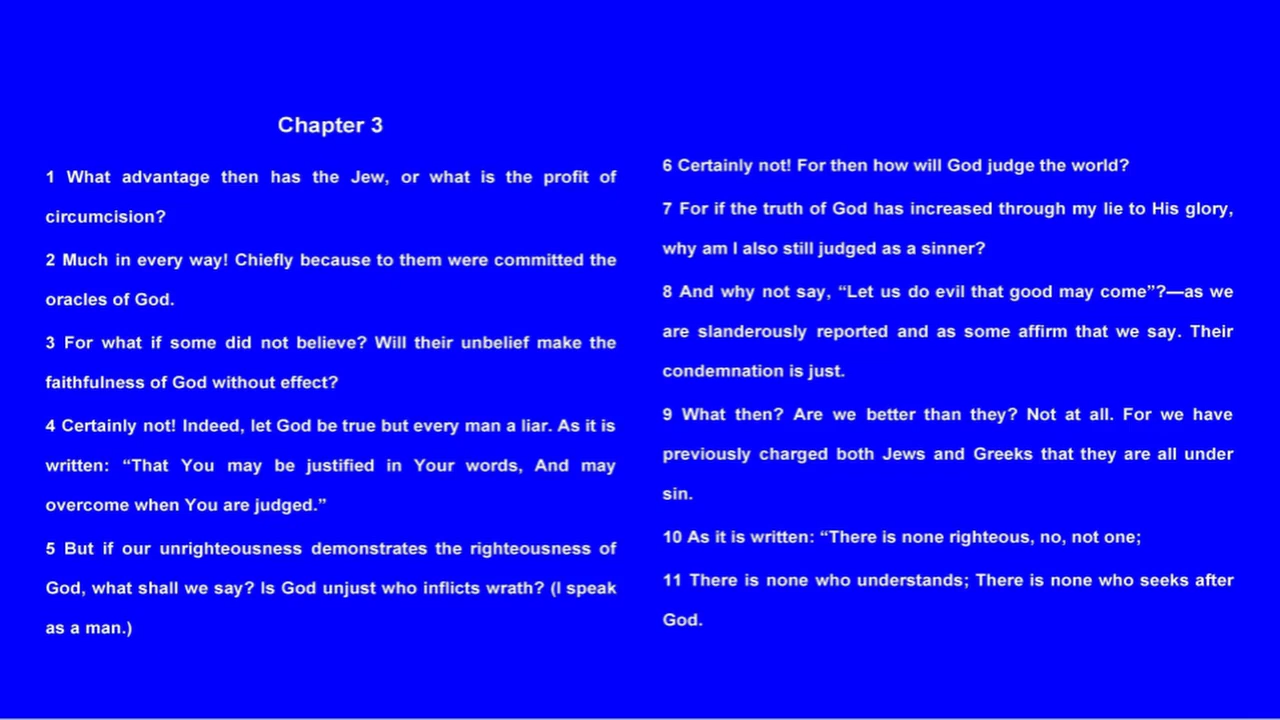 Chapter 3
1 What advantage then has the Jew, or what is the profit of
circumcision?
2 Much in every way! Chiefly because to them were committed the
oracles of God.
3 For what if some did not believe? Will their unbelief make the
faithfulness of God without effect?
4 Certainly not! Indeed, let God be true but every man a liar. As it is
written: “That You may be justified in Your words, And may
overcome when You are judged.”
5 But if our unrighteousness demonstrates the righteousness of
God, what shall we say? Is God unjust who inflicts wrath? (I speak
as a man.)
6 Certainly not! For then how will God judge the world?
7 For if the truth of God has increased through my lie to His glory,
why am I also still judged as a sinner?
8 And why not say, “Let us do evil that good may come”?—as we
are slanderously reported and as some affirm that we say. Their
condemnation is just.
9 What then? Are we better than they? Not at all. For we have
previously charged both Jews and Greeks that they are all under
sin.
10 As it is written: “There is none righteous, no, not one;
11 There is none who understands; There is none who seeks after
God.